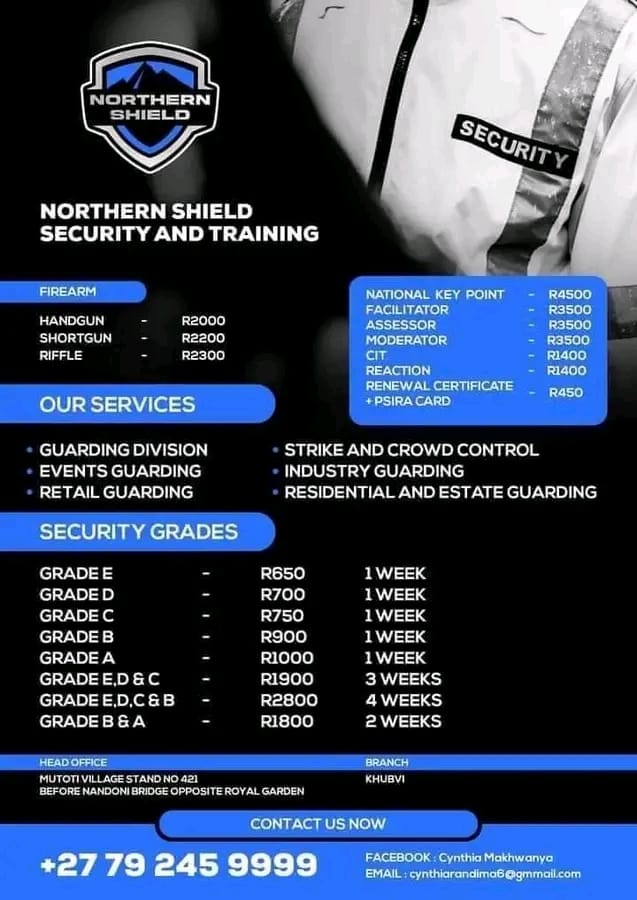 NORTHERN
SHIELD
SECURITY
NORTHERN SHIELD
SECURITY AND TRAINING
FIREARM
HANDGUN - R2000
SHORTGUN - R2200
RIFFLE - R2300
NATIONAL KEY POINT - R4500
FACILITATOR - R3500
ASSESSOR - R3500
MODERATOR - R3500
CIT - R1400
REACTION - R1400
RENEWAL CERTIFICATE
+ PSIRA CARD - R450
OUR SERVICES
• GUARDING DIVISION
• EVENTS GUARDING
• RETAIL GUARDING
• STRIKE AND CROWD CONTROL
• INDUSTRY GUARDING
• RESIDENTIAL AND ESTATE GUARDING
SECURITY GRADES
GRADE E - R650 1 WEEK
GRADE D - R700 1 WEEK
GRADE C - R750 1 WEEK
GRADE B - R900 1 WEEK
GRADE A - R1000 1 WEEK
GRADE E,D & C - R1900 3 WEEKS
GRADE E,D,C & B - R2800 4 WEEKS
GRADE B & A - R1800 2 WEEKS
HEAD OFFICE
MUTOTI VILLAGE STAND NO 421
BEFORE NANDONI BRIDGE OPPOSITE ROYAL GARDEN
BRANCH
KHUBVI
CONTACT US NOW
+27 79 245 9999
FACEBOOK : Cynthia Makhwanya
EMAIL : cynthiarandima6@gmmail.com